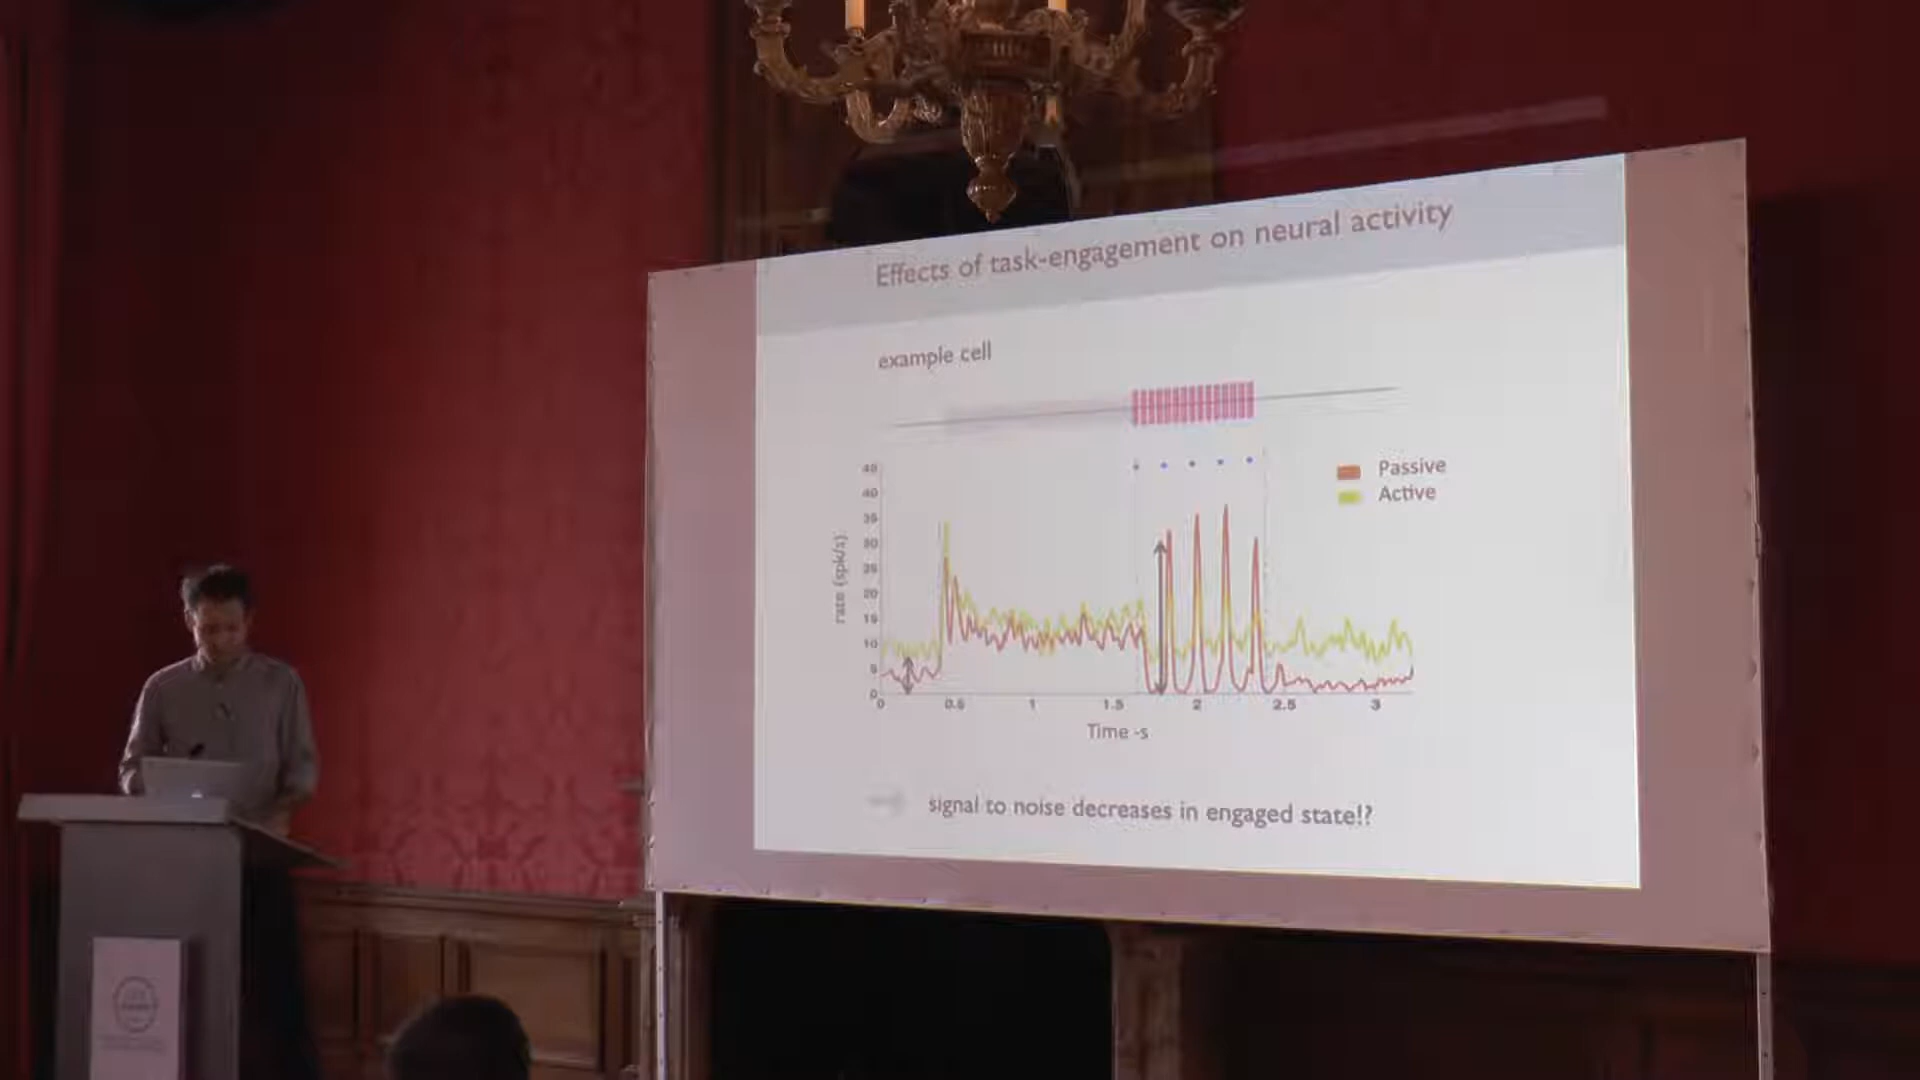 Effects of task-engagement on neural activity
example cell
Passive
Active
40
35
30
25
20
15
10
5
0
rate (spk/s)
0 0.5 1 1.5 2 2.5 3
Time -s
signal to noise decreases in engaged state!?